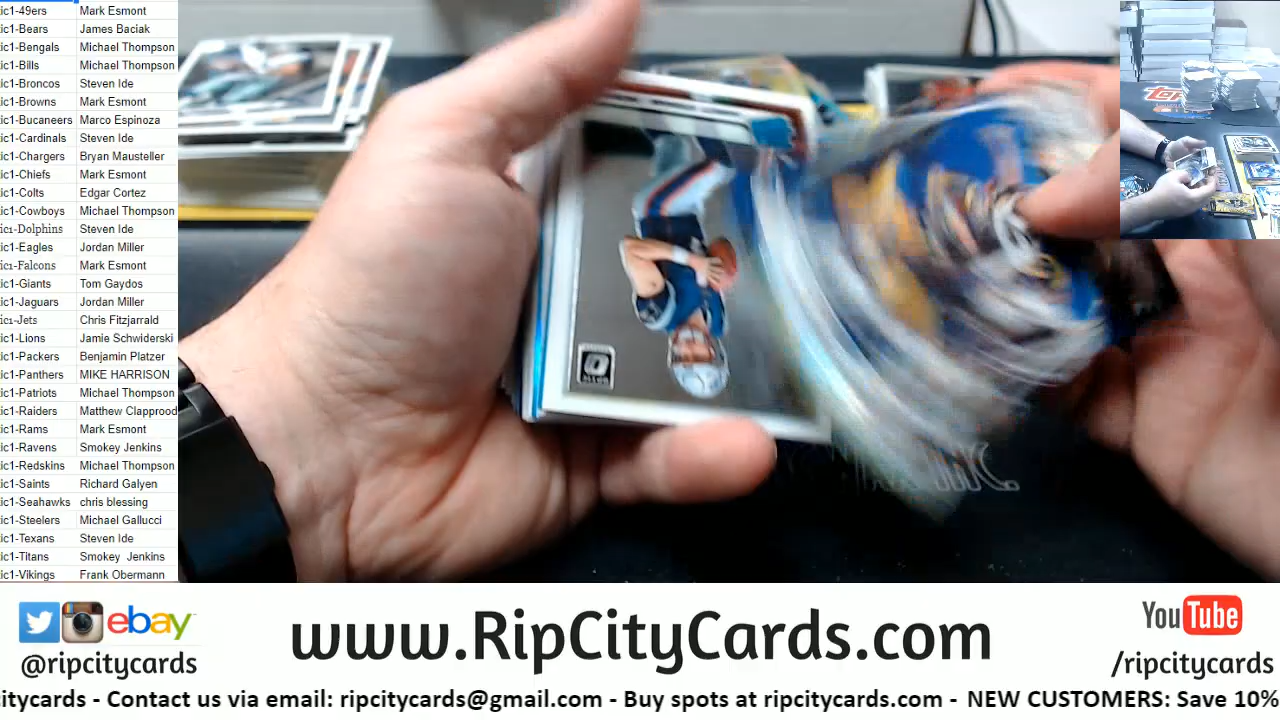 ic1-49ers Mark Esmont
ic1-Bears James Baciak
ic1-Bengals Michael Thompson
ic1-Bills Michael Thompson
ic1-Broncos Steven Ide
ic1-Browns Mark Esmont
ic1-Bucaneers Marco Espinoza
ic1-Cardinals Steven Ide
ic1-Chargers Bryan Mausteller
ic1-Chiefs Mark Esmont
ic1-Colts Edgar Cortez
ic1-Cowboys Michael Thompson
ic1-Dolphins Steven Ide
ic1-Eagles Jordan Miller
ic1-Falcons Mark Esmont
ic1-Giants Tom Gaydos
ic1-Jaguars Jordan Miller
ic1-Jets Chris Fitzjarrald
ic1-Lions Jamie Schwiderski
ic1-Packers Benjamin Platzer
ic1-Panthers MIKE HARRISON
ic1-Patriots Michael Thompson
ic1-Raiders Matthew Clapprood
ic1-Rams Mark Esmont
ic1-Ravens Smokey Jenkins
ic1-Redskins Michael Thompson
ic1-Saints Richard Galyen
ic1-Seahawks chris blessing
ic1-Steelers Michael Gallucci
ic1-Texans Steven Ide
ic1-Titans Smokey Jenkins
ic1-Vikings Frank Obermann
Topps
ebay
@ripcitycards
www.RipCityCards.com
YouTube
/ripcitycards
citycards - Contact us via email: ripcitycards@gmail.com - Buy spots at ripcitycards.com - NEW CUSTOMERS: Save 10%